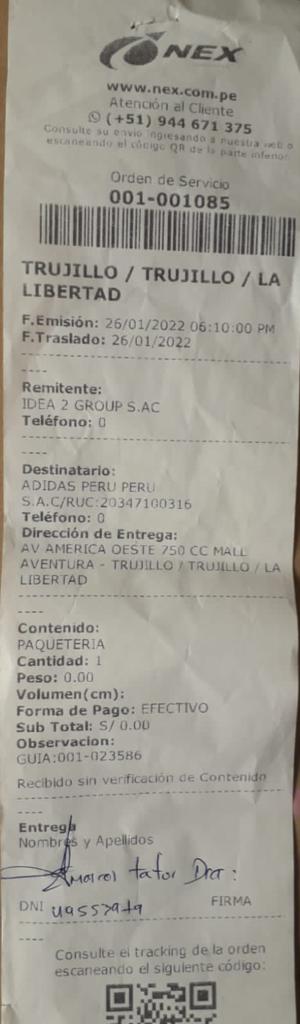 NEX
www.nex.com.pe
Atención al Cliente
(+51) 944 671 375
Consulte su envio ingresando a nuestra web o
escaneando el código QR de la parte inferior
Orden de Servicio
001-001085
TRUJILLO / TRUJILLO / LA
LIBERTAD
F.Emisión: 26/01/2022 06:10:00 PM
F.Traslado: 26/01/2022
----
Remitente:
IDEA 2 GROUP S.AC
Teléfono: 0
----
Destinatario:
ADIDAS PERU PERU
S.A.C/RUC:20347100316
Teléfono: 0
Dirección de Entrega:
AV AMERICA OESTE 750 CC MALL
AVENTURA - TRUJILLO / TRUJILLO / LA
LIBERTAD
----
Contenido:
PAQUETERIA
Cantidad: 1
Peso: 0.00
Volumen(cm):
Forma de Pago: EFECTIVO
Sub Total: S/ 0.00
Observacion:
GUIA:001-023586
Recibido sin verificación de Contenido
----
Entrega
Nombres y Apellidos
DNI FIRMA
----
Consulte el tracking de la orden
escaneando el siguiente código: